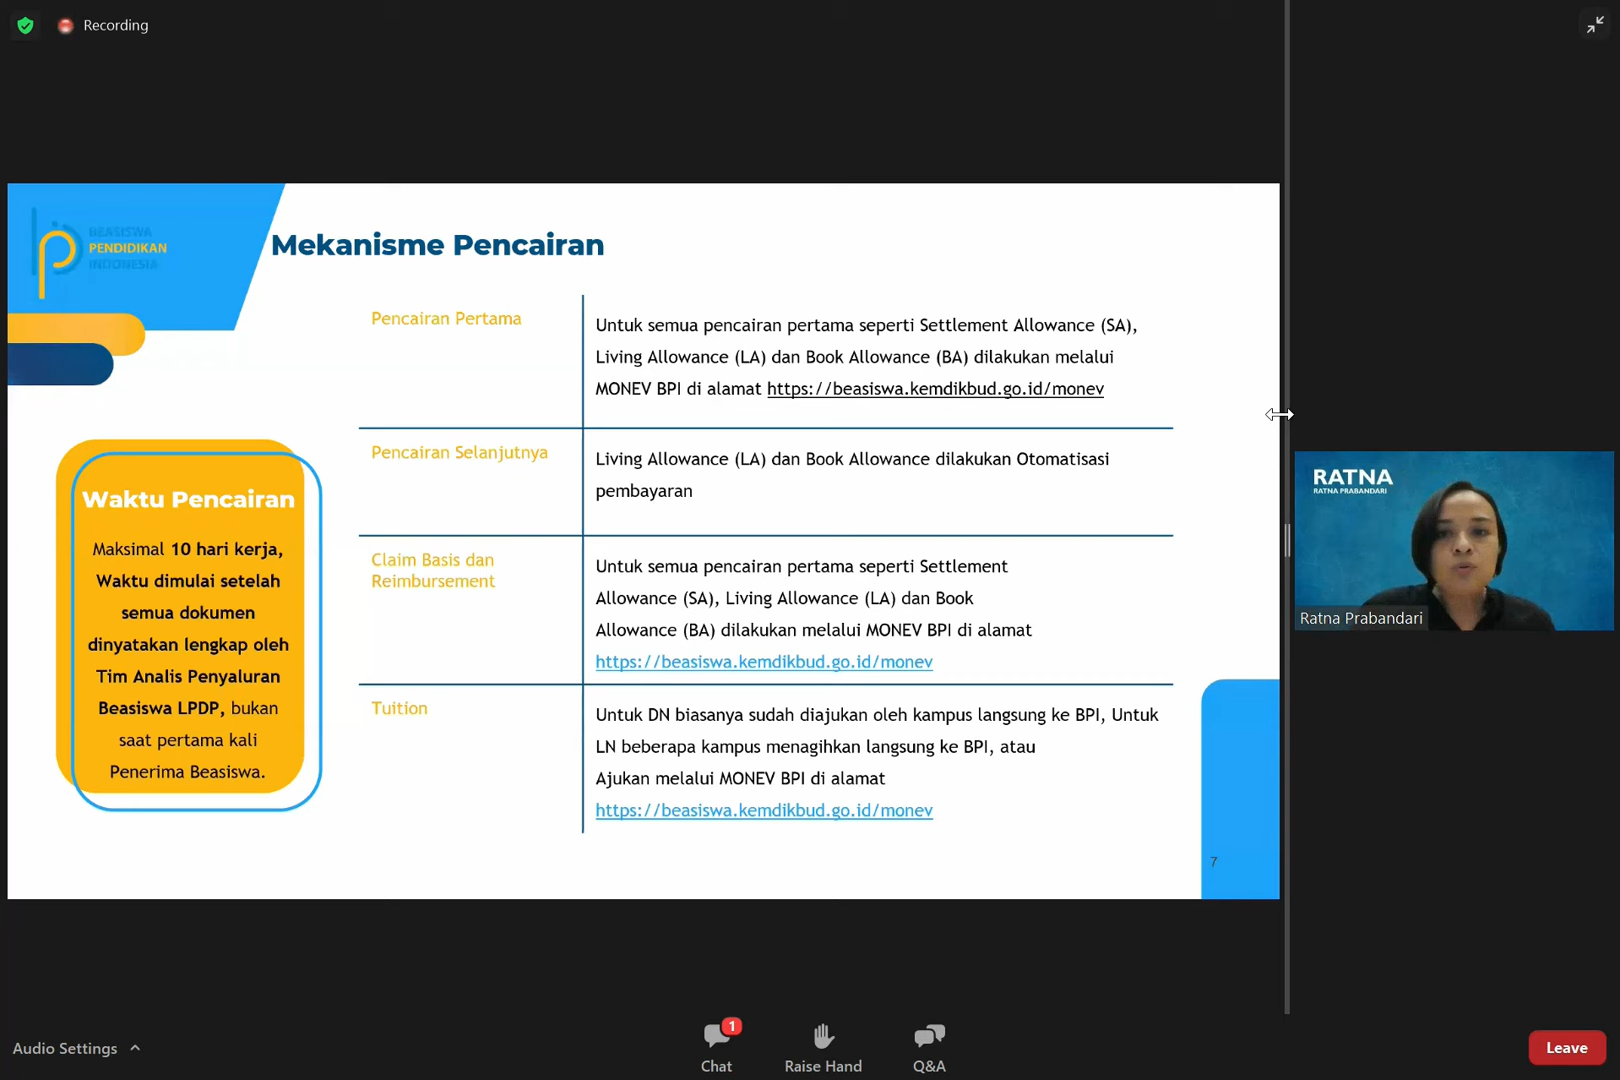 Recording
BEASISWA
PENDIDIKAN
INDONESIA
Mekanisme Pencairan
Pencairan Pertama
Untuk semua pencairan pertama seperti Settlement Allowance (SA),
Living Allowance (LA) dan Book Allowance (BA) dilakukan melalui
MONEV BPI di alamat https://beasiswa.kemdikbud.go.id/monev
Pencairan Selanjutnya
Living Allowance (LA) dan Book Allowance dilakukan Otomatisasi
pembayaran
Claim Basis dan
Reimbursement
Untuk semua pencairan pertama seperti Settlement
Allowance (SA), Living Allowance (LA) dan Book
Allowance (BA) dilakukan melalui MONEV BPI di alamat
https://beasiswa.kemdikbud.go.id/monev
Tuition
Untuk DN biasanya sudah diajukan oleh kampus langsung ke BPI, Untuk
LN beberapa kampus menagihkan langsung ke BPI, atau
Ajukan melalui MONEV BPI di alamat
https://beasiswa.kemdikbud.go.id/monev
Waktu Pencairan
Maksimal 10 hari kerja,
Waktu dimulai setelah
semua dokumen
dinyatakan lengkap oleh
Tim Analis Penyaluran
Beasiswa LPDP, bukan
saat pertama kali
Penerima Beasiswa.
7
RATNA
RATNA PRABANDARI
Ratna Prabandari
Audio Settings
1
Chat
Raise Hand
Q&A
Leave